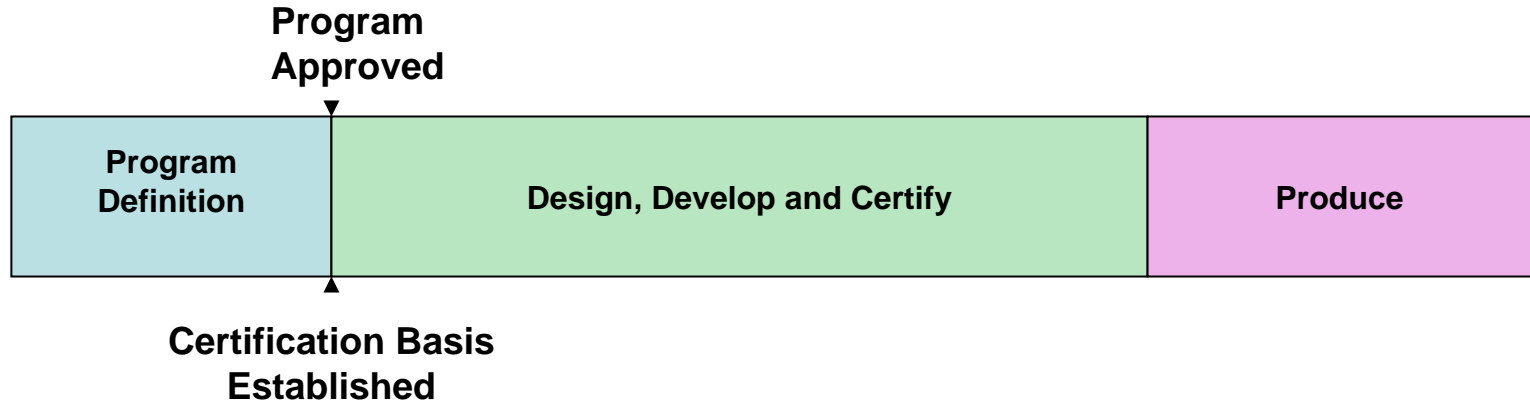 Program
Approved
Program
Definition
Design, Develop and Certify
Produce
Certification Basis
Established